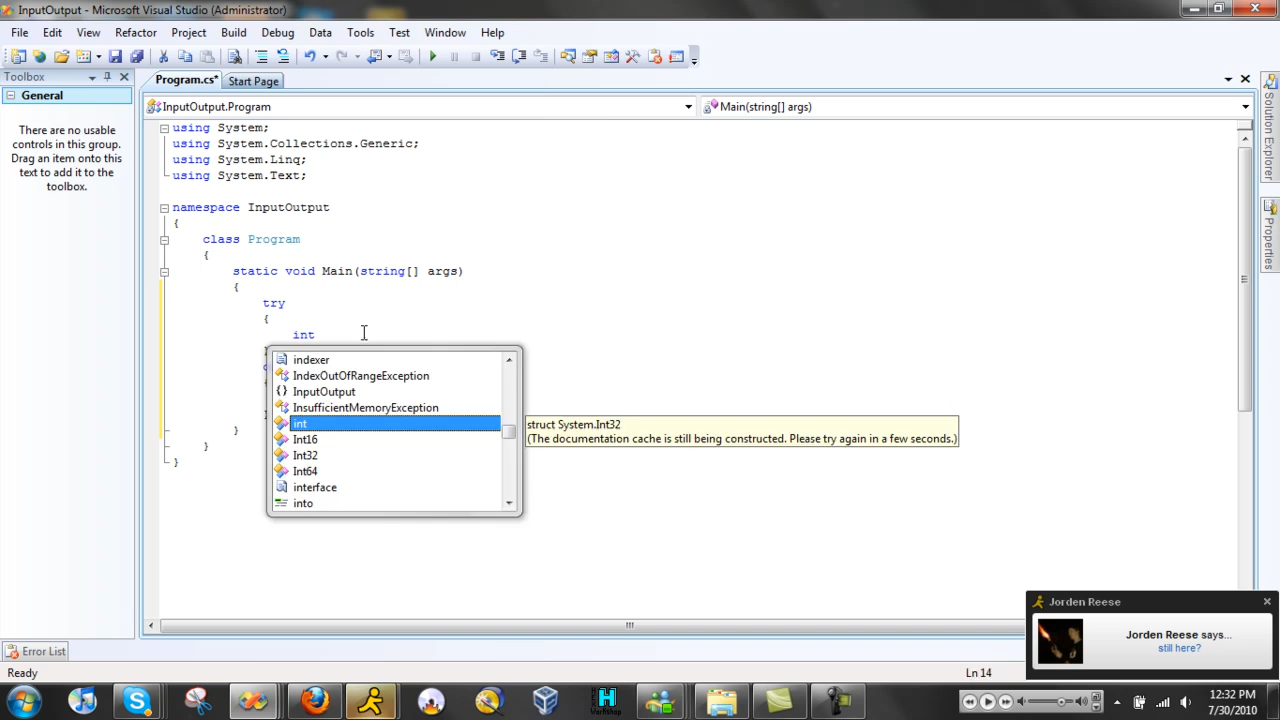 InputOutput - Microsoft Visual Studio (Administrator)
File Edit View Refactor Project Build Debug Data Tools Test Window Help
Toolbox
General
There are no usable
controls in this group.
Drag an item onto this
text to add it to the
toolbox.
Program.cs* Start Page
InputOutput.Program Main(string[] args)
using System;
using System.Collections.Generic;
using System.Linq;
using System.Text;
namespace InputOutput
{
class Program
{
static void Main(string[] args)
{
try
{
int
indexer
IndexOutOfRangeException
InputOutput
InsufficientMemoryException
int
Int16
Int32
Int64
interface
into
struct System.Int32
(The documentation cache is still being constructed. Please try again in a few seconds.)
}
}
}
Solution Explorer
Properties
Jorden Reese
Jorden Reese says...
still here?
Error List
Ready Ln 14
H
Workshop
12:32 PM
7/30/2010